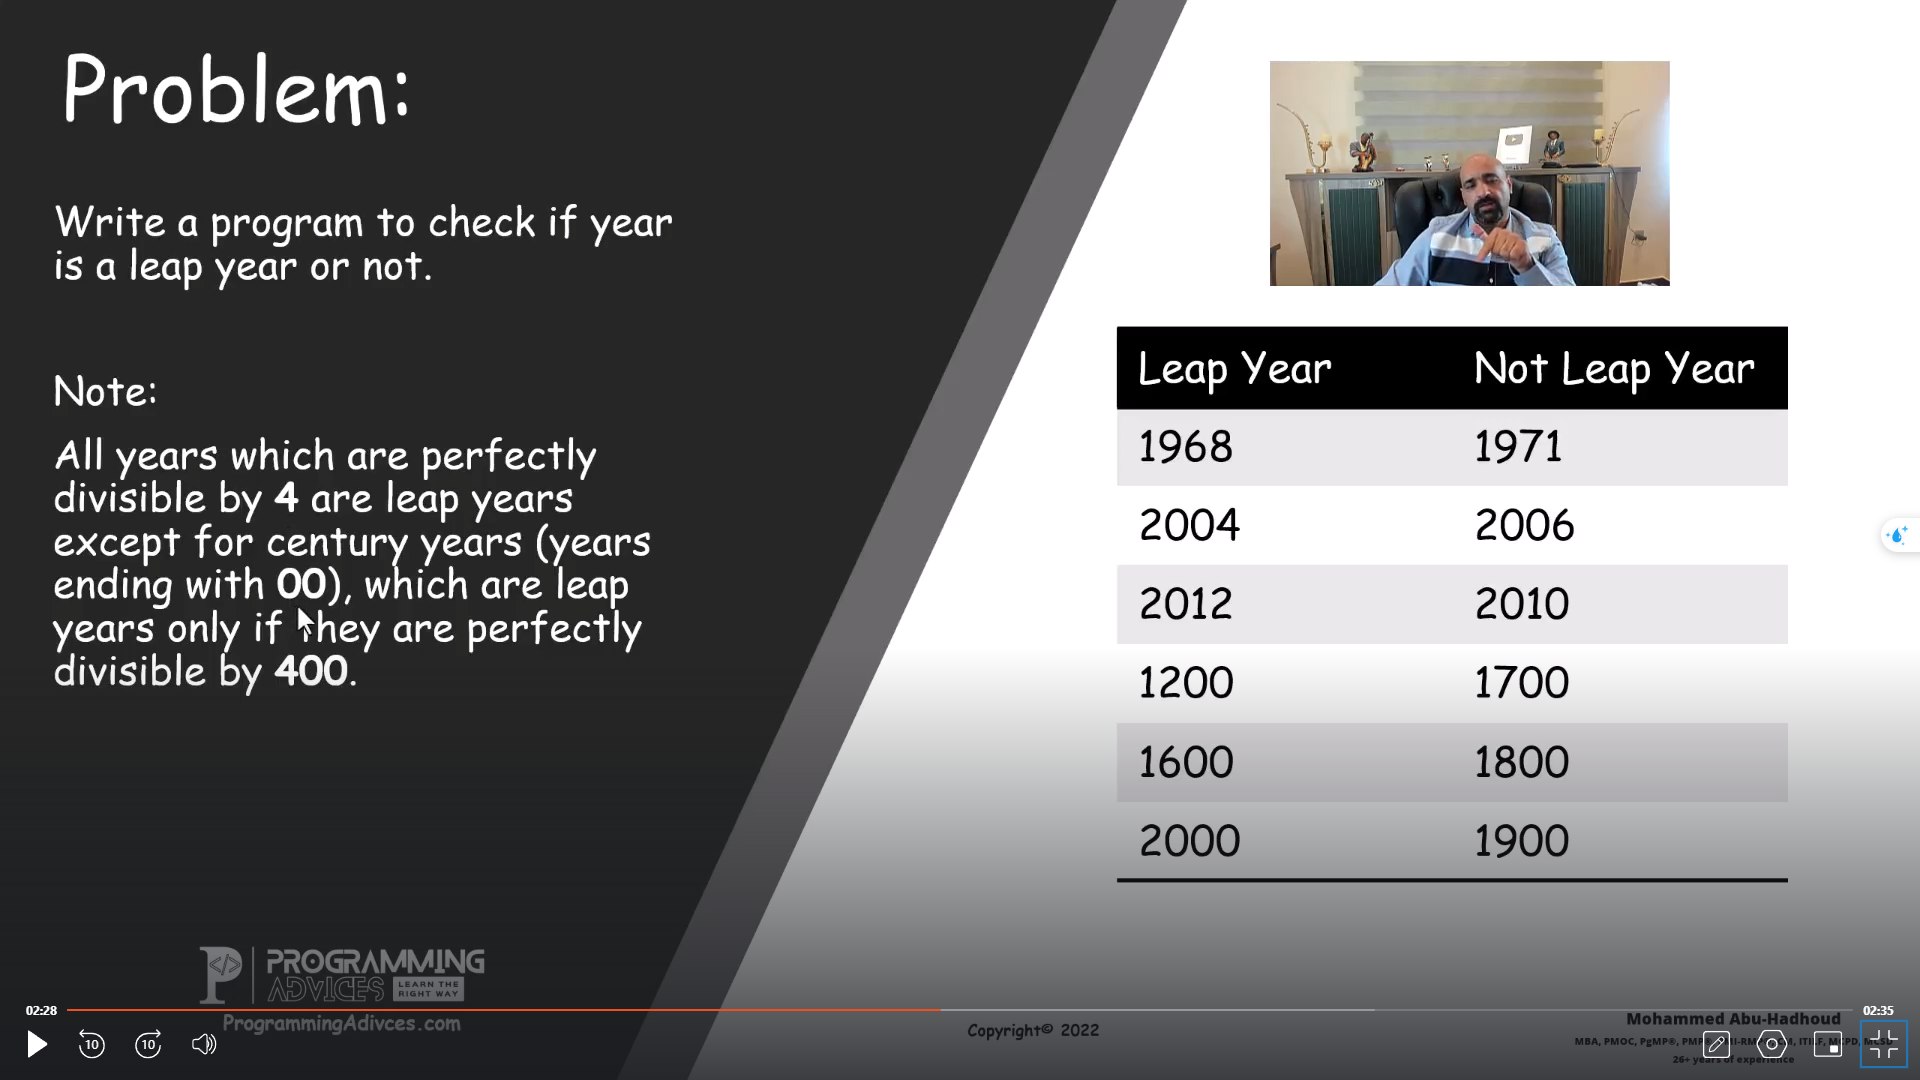 Problem:
Write a program to check if year
is a leap year or not.
Note:
All years which are perfectly
divisible by 4 are leap years
except for century years (years
ending with 00), which are leap
years only if they are perfectly
divisible by 400.
Leap Year Not Leap Year
1968 1971
2004 2006
2012 2010
1200 1700
1600 1800
2000 1900
PROGRAMMING
ADVICES LEARN THE
RIGHT WAY
ProgrammingAdivces.com
Copyright© 2022
Mohammed Abu-Hadhoud
MBA, PMOC, PgMP®,
26+ years of experience
02:28
02:35
10
10